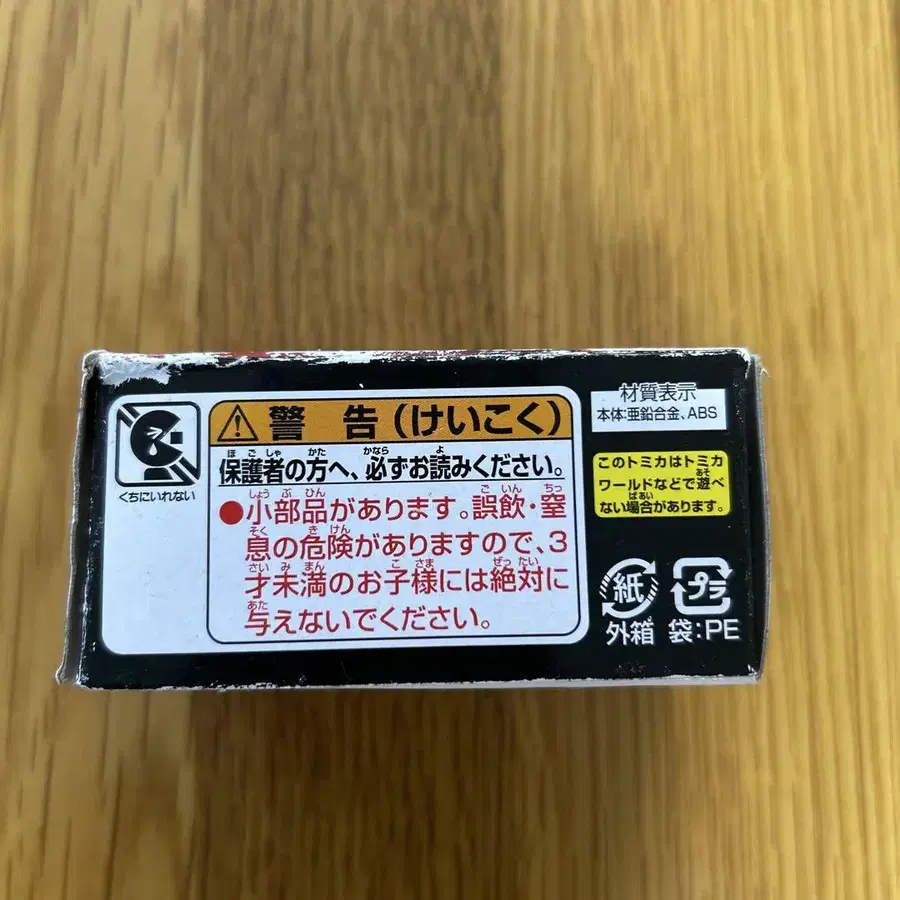 くちにいれない
警告(けいこく)
保護者の方へ、必ずお読みください。
●小部品があります。誤飲・窒
息の危険がありますので、3
才未満のお子様には絶対に
与えないでください。
材質表示
本体:亜鉛合金、ABS
このトミカはトミカ
ワールドなどで遊べ
ない場合があります。
紙
外箱
プラ
袋:PE